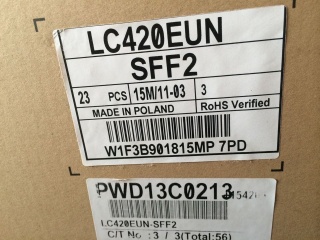 LC420EUN
SFF2
23 PCS 15M/11-03 3
MADE IN POLAND RoHS Verified
W1F3B901815MP 7PD
PWD13C0213
LC420EUN-SFF2
C/T No : 3 / 3(Total:56)